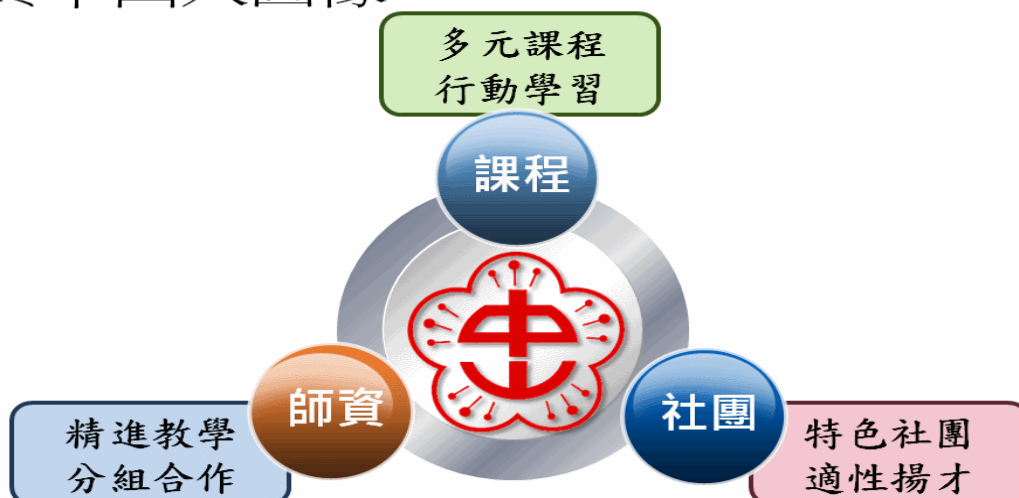 多元課程
行動學習
課程
師資
社團
精進教學
分組合作
特色社團
適性揚才